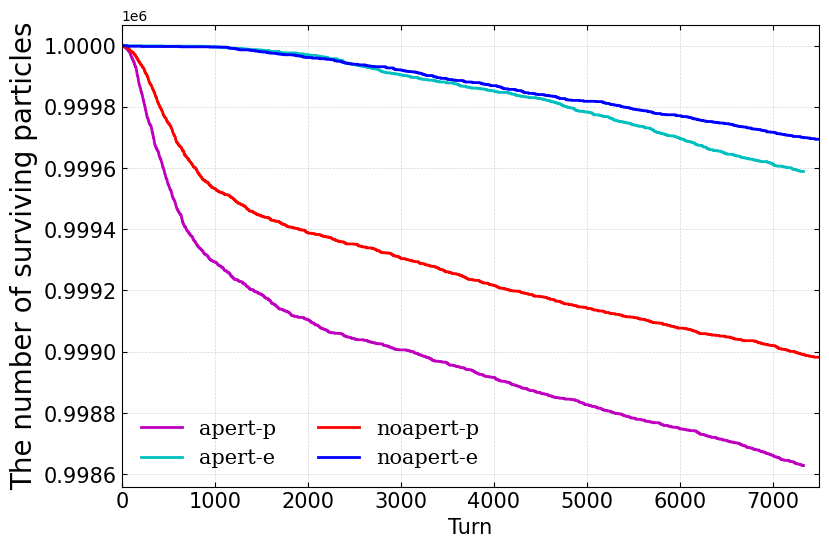 1e6
The number of surviving particles
1.0000
0.9998
0.9996
0.9994
0.9992
0.9990
0.9988
0.9986
apert-p
noapert-p
apert-e
noapert-e
0 1000 2000 3000 4000 5000 6000 7000
Turn